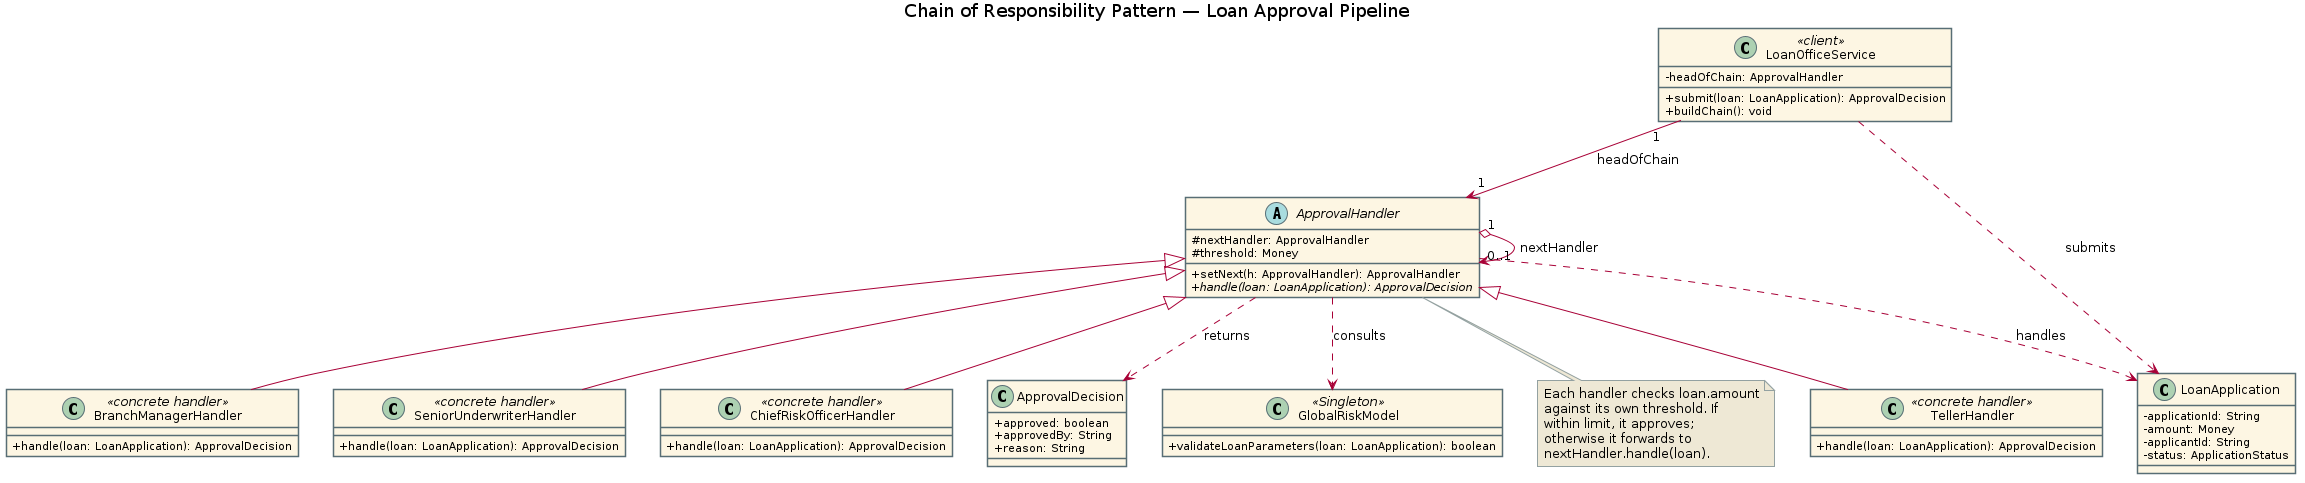 Chain of Responsibility Pattern — Loan Approval Pipeline
«client»
C LoanOfficeService
-headOfChain: ApprovalHandler
+submit(loan: LoanApplication): ApprovalDecision
+buildChain(): void
1
headOfChain
1
submits
A ApprovalHandler
#nextHandler: ApprovalHandler
#threshold: Money
+setNext(h: ApprovalHandler): ApprovalHandler
+handle(loan: LoanApplication): ApprovalDecision
1
nextHandler
0..1
returns
consults
handles
«concrete handler»
C BranchManagerHandler
+handle(loan: LoanApplication): ApprovalDecision
«concrete handler»
C SeniorUnderwriterHandler
+handle(loan: LoanApplication): ApprovalDecision
«concrete handler»
C ChiefRiskOfficerHandler
+handle(loan: LoanApplication): ApprovalDecision
C ApprovalDecision
+approved: boolean
+approvedBy: String
+reason: String
«Singleton»
C GlobalRiskModel
+validateLoanParameters(loan: LoanApplication): boolean
Each handler checks loan.amount
against its own threshold. If
within limit, it approves;
otherwise it forwards to
nextHandler.handle(loan).
«concrete handler»
C TellerHandler
+handle(loan: LoanApplication): ApprovalDecision
C LoanApplication
-applicationId: String
-amount: Money
-applicantId: String
-status: ApplicationStatus